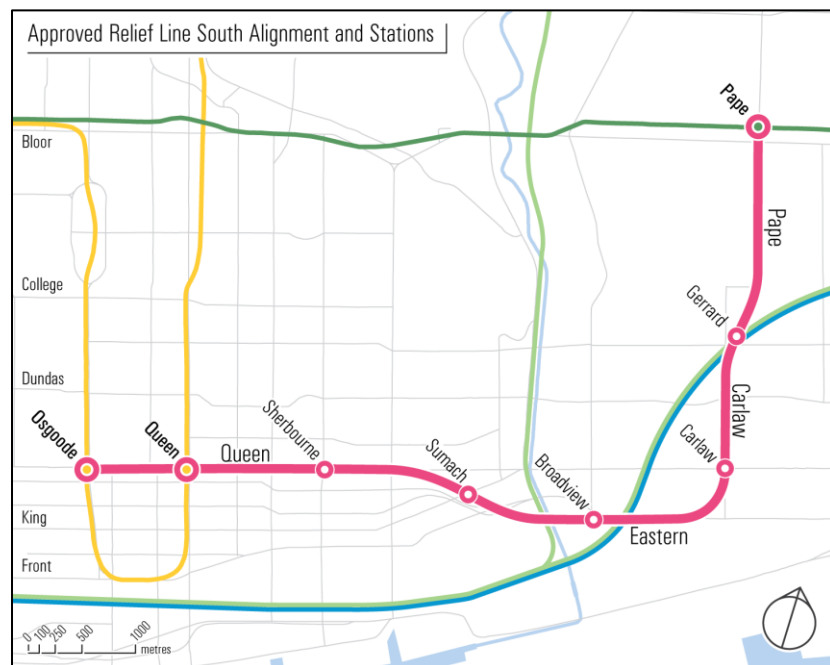 Approved Relief Line South Alignment and Stations
Pape
Bloor
Pape
College
Gerrard
Dundas
Carlaw
Osgoode
Queen
Queen
Sherbourne
Sumach
Broadview
Carlaw
King
Eastern
Front
0 100 250 500 1000
metres